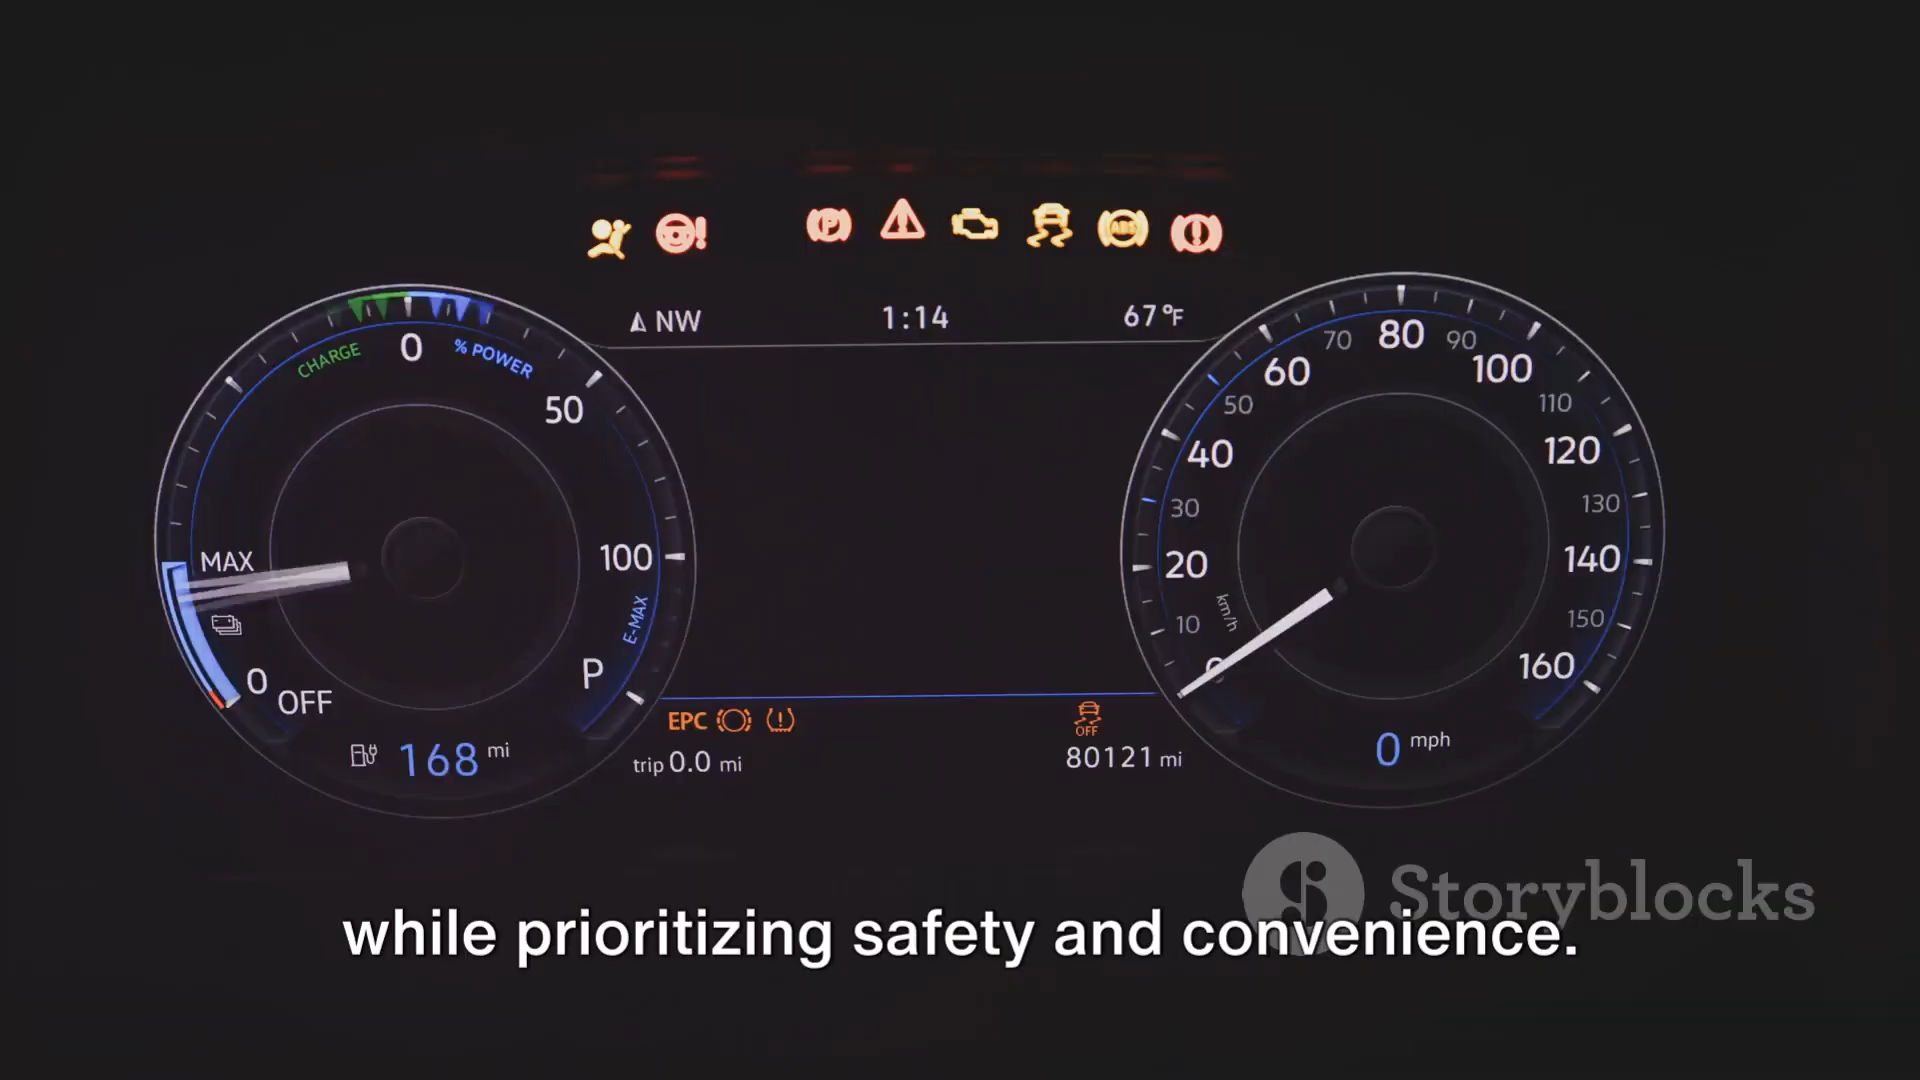 P
ABS
NW
1:14
67°F
CHARGE
0
% POWER
50
100
E-MAX
P
MAX
0
OFF
168 mi
EPC
trip 0.0 mi
OFF
80121 mi
0
10
20
30
40
50
60
70
80
90
100
110
120
130
140
150
160
km/h
0 mph
Storyblocks
while prioritizing safety and convenience.